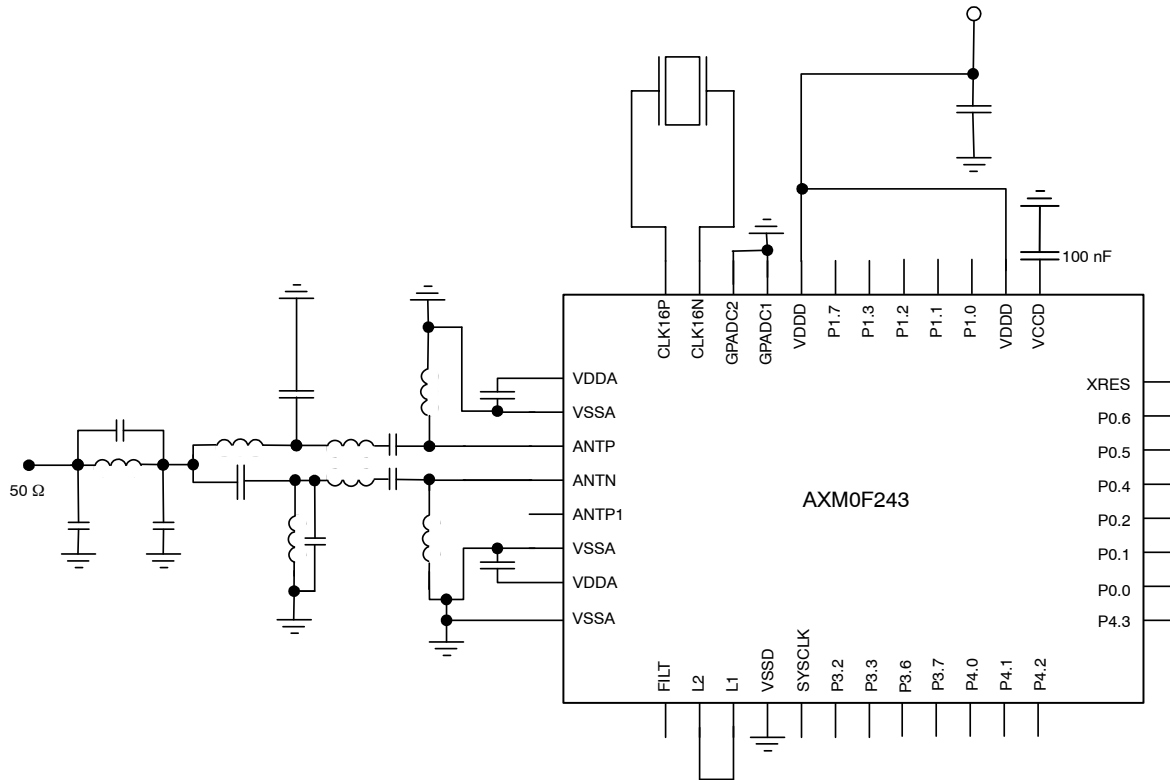 100 nF
CLK16P
CLK16N
GPADC2
GPADC1
VDDD
P1.7
P1.3
P1.2
P1.1
P1.0
VDDD
VCCD
VDDA
VSSA
ANTP
ANTN
ANTP1
VSSA
VDDA
VSSA
50 Ω
AXM0F243
XRES
P0.6
P0.5
P0.4
P0.2
P0.1
P0.0
P4.3
FILT
L2
L1
VSSD
SYSCLK
P3.2
P3.3
P3.6
P3.7
P4.0
P4.1
P4.2